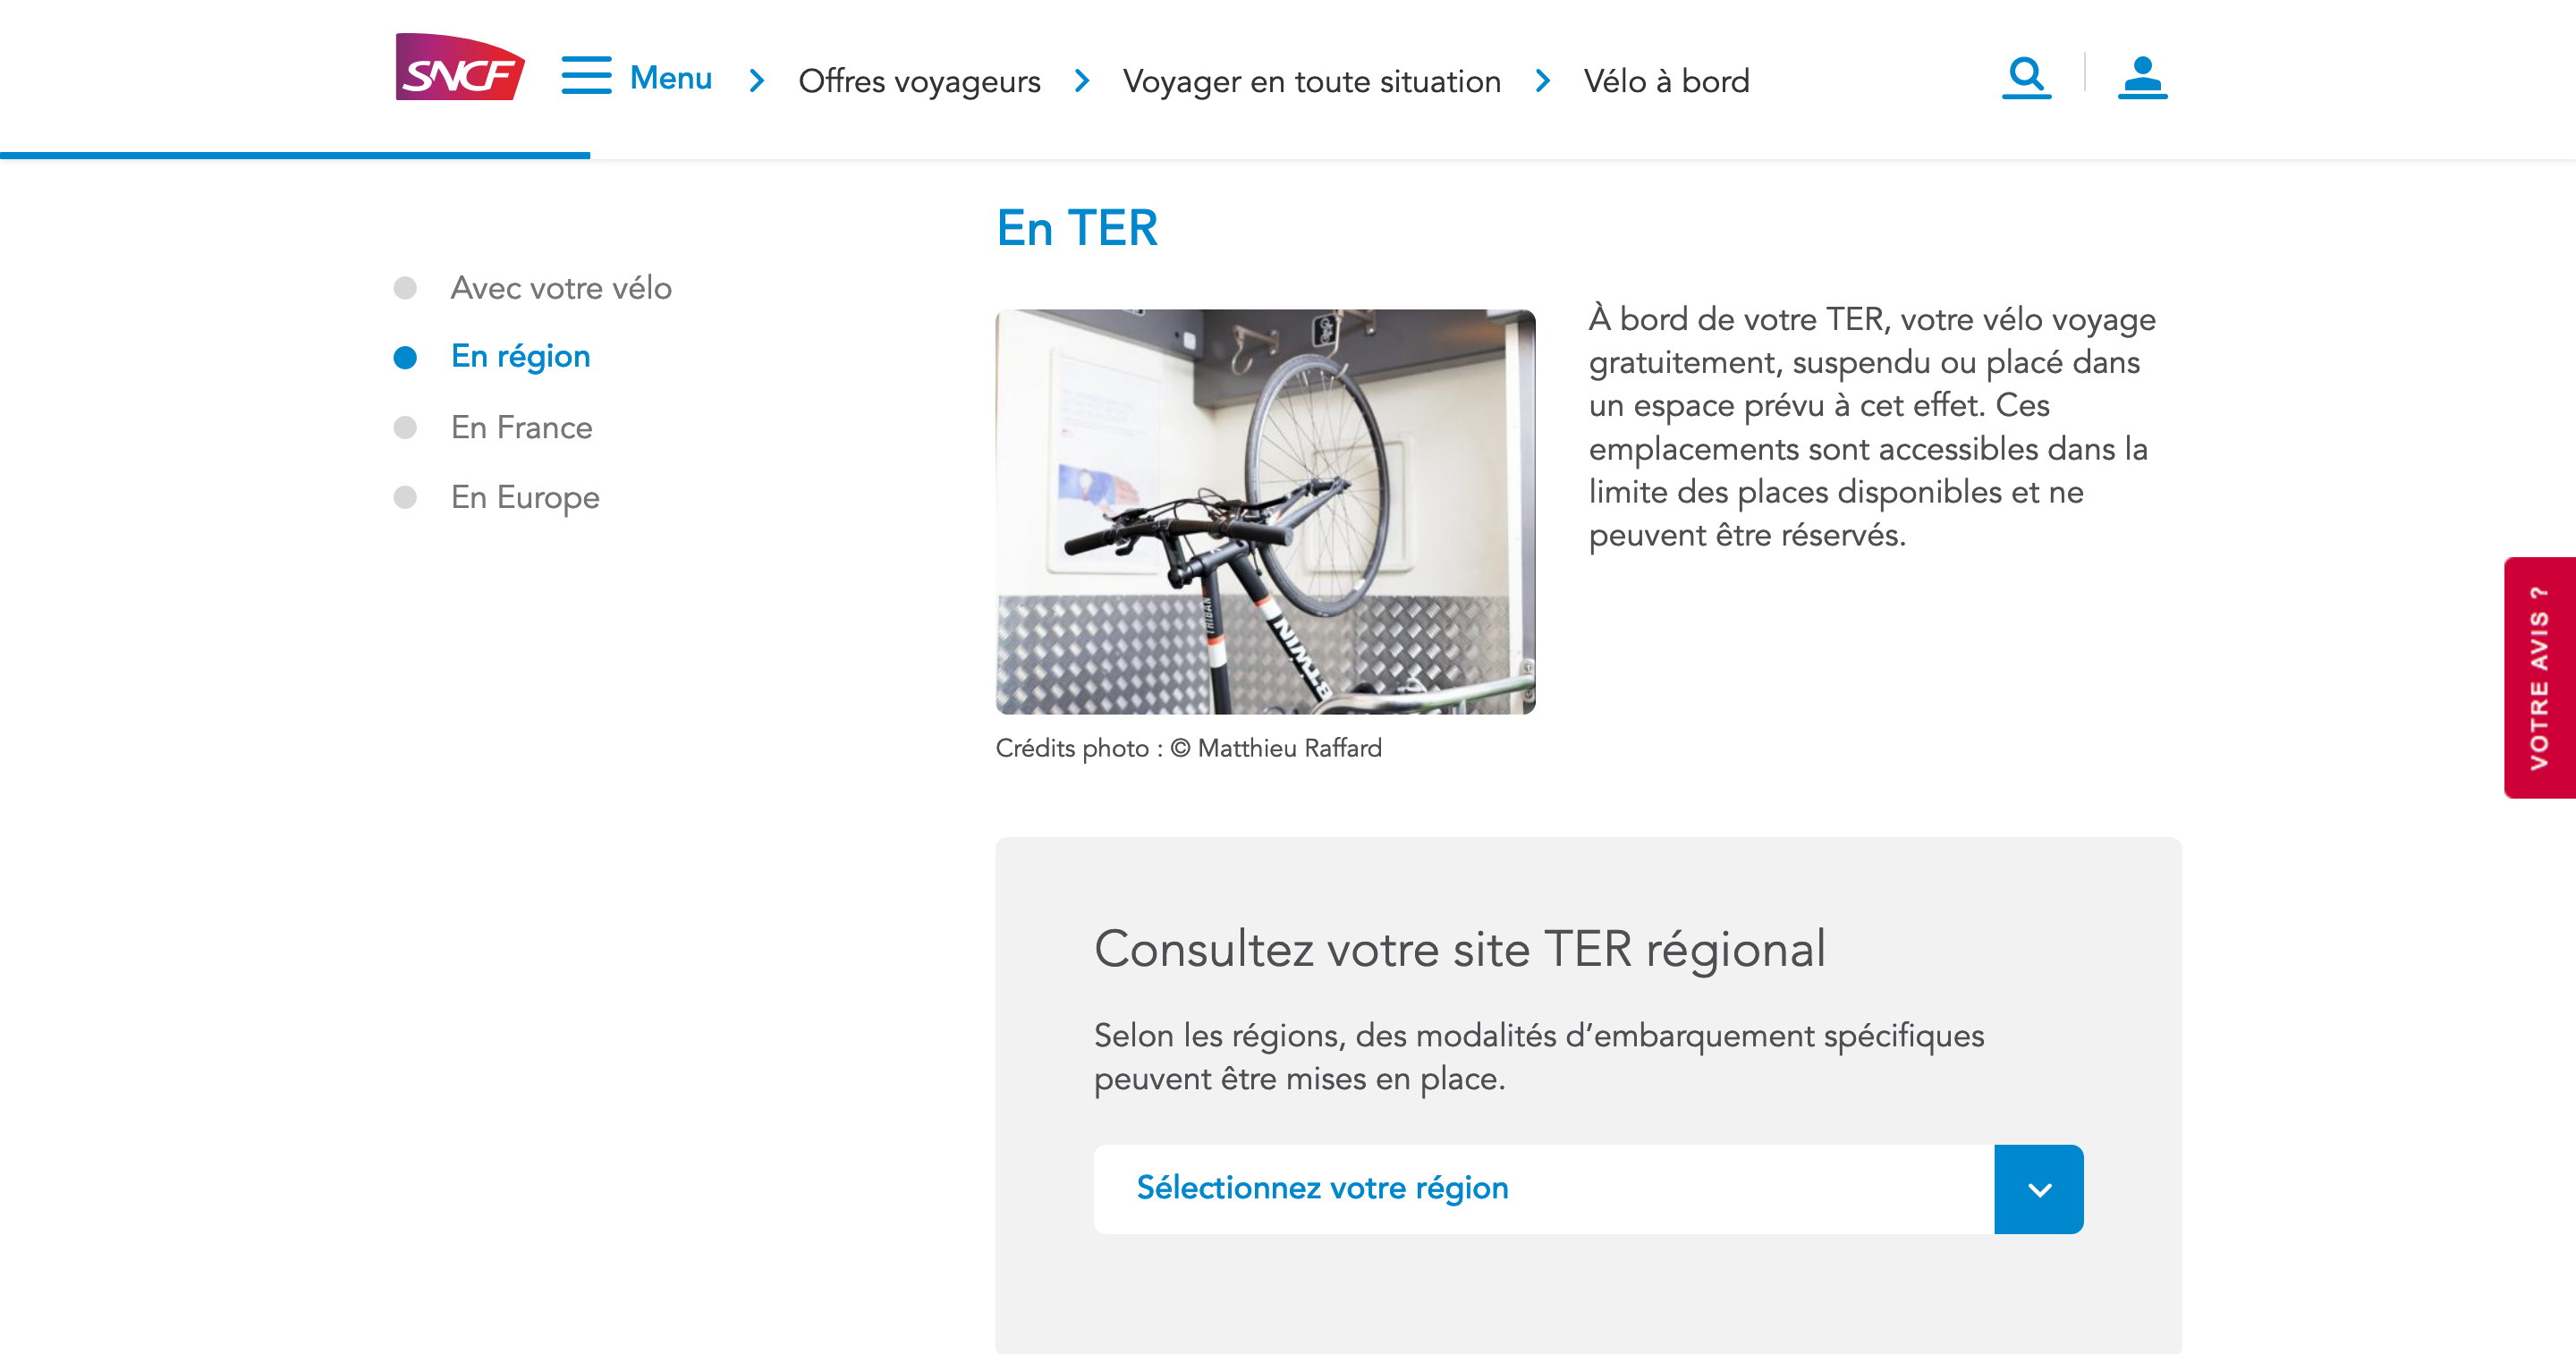 SNCF
Menu
Offres voyageurs
Voyager en toute situation
Vélo à bord
Avec votre vélo
En région
En France
En Europe
En TER
TRIBAN
BTWIN
Crédits photo : © Matthieu Raffard
À bord de votre TER, votre vélo voyage
gratuitement, suspendu ou placé dans
un espace prévu à cet effet. Ces
emplacements sont accessibles dans la
limite des places disponibles et ne
peuvent être réservés.
VOTRE AVIS ?
Consultez votre site TER régional
Selon les régions, des modalités d’embarquement spécifiques
peuvent être mises en place.
Sélectionnez votre région